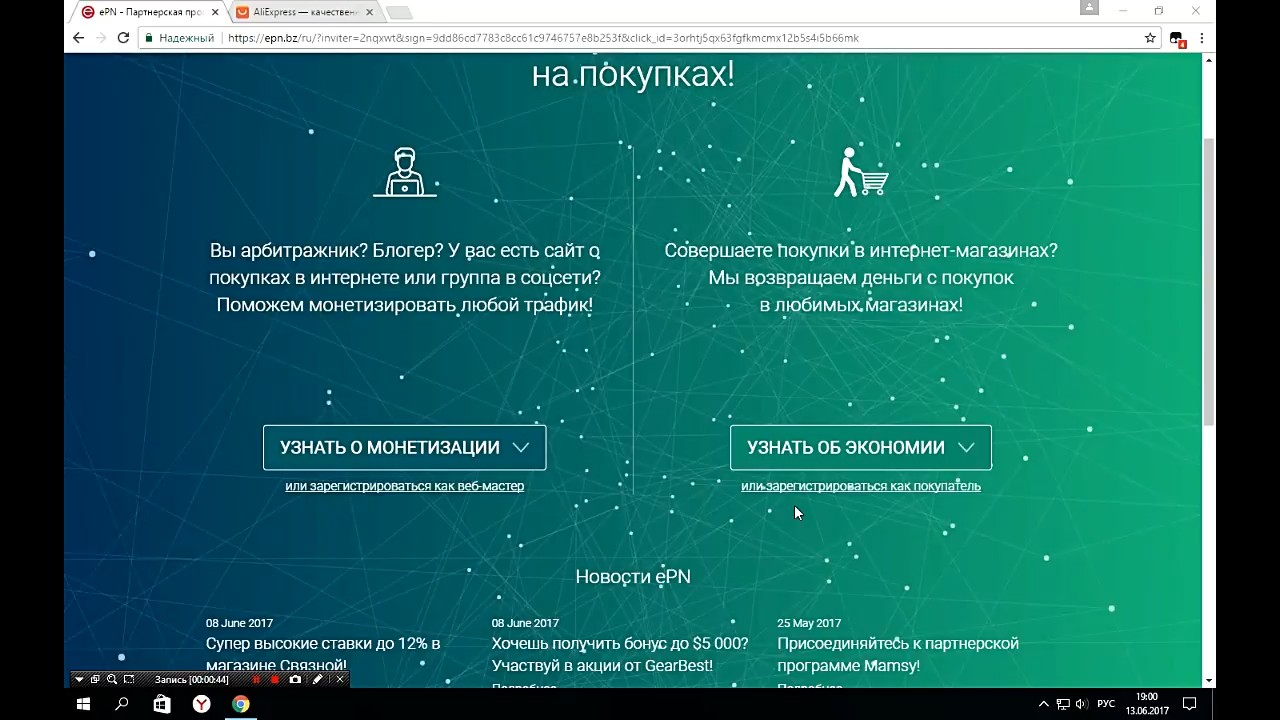 ePN - Партнерская про
AliExpress — качественн
Надежный
https://epn.bz/ru/?inviter=2nqxwt&sign=9dd86cd7783c8cc61c9746757e8b253f&click_id=3orhtj5qx63fgfkmcmx12b5s4i5b66mk
на покупках!
Вы арбитражник? Блогер? У вас есть сайт о
покупках в интернете или группа в соцсети?
Поможем монетизировать любой трафик!
Совершаете покупки в интернет-магазинах?
Мы возвращаем деньги с покупок
в любимых магазинах!
УЗНАТЬ О МОНЕТИЗАЦИИ
или зарегистрироваться как веб-мастер
УЗНАТЬ ОБ ЭКОНОМИИ
или зарегистрироваться как покупатель
Новости ePN
08 June 2017
Супер высокие ставки до 12% в
магазине Связной!
08 June 2017
Хочешь получить бонус до $5 000?
Участвуй в акции от GearBest!
Подробнее
25 May 2017
Присоединяйтесь к партнерской
программе Mamsy!
Подробнее
Запись [00:00:44]
РУС
19:00
13.06.2017